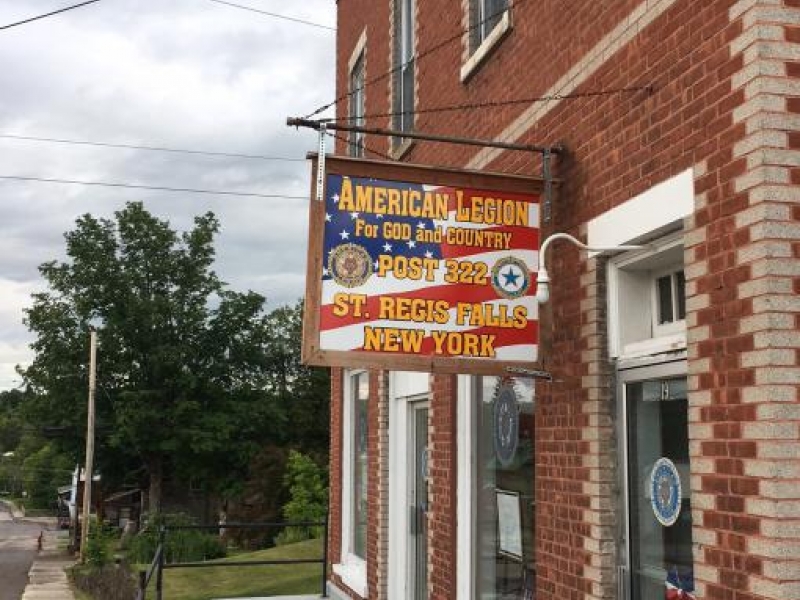 AMERICAN LEGION
For GOD and COUNTRY
POST 322
ST. REGIS FALLS
NEW YORK